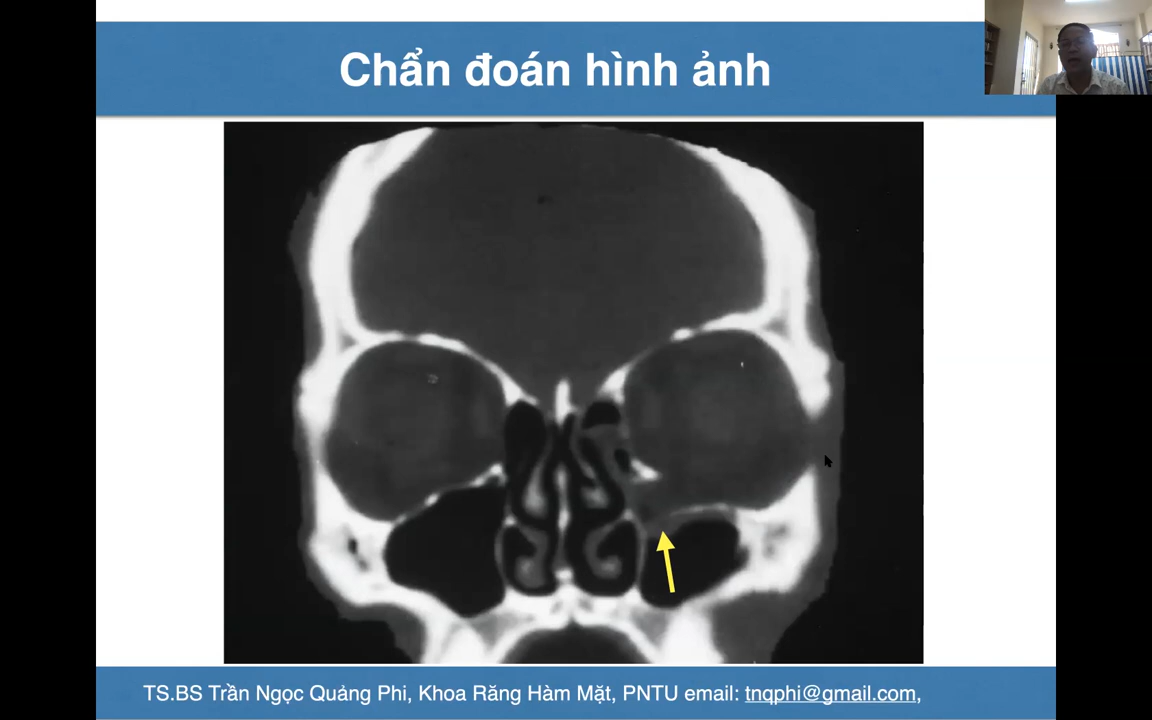 Chẩn đoán hình ảnh
TS.BS Trần Ngọc Quảng Phi, Khoa Răng Hàm Mặt, PNTU email: tnqphi@gmail.com,